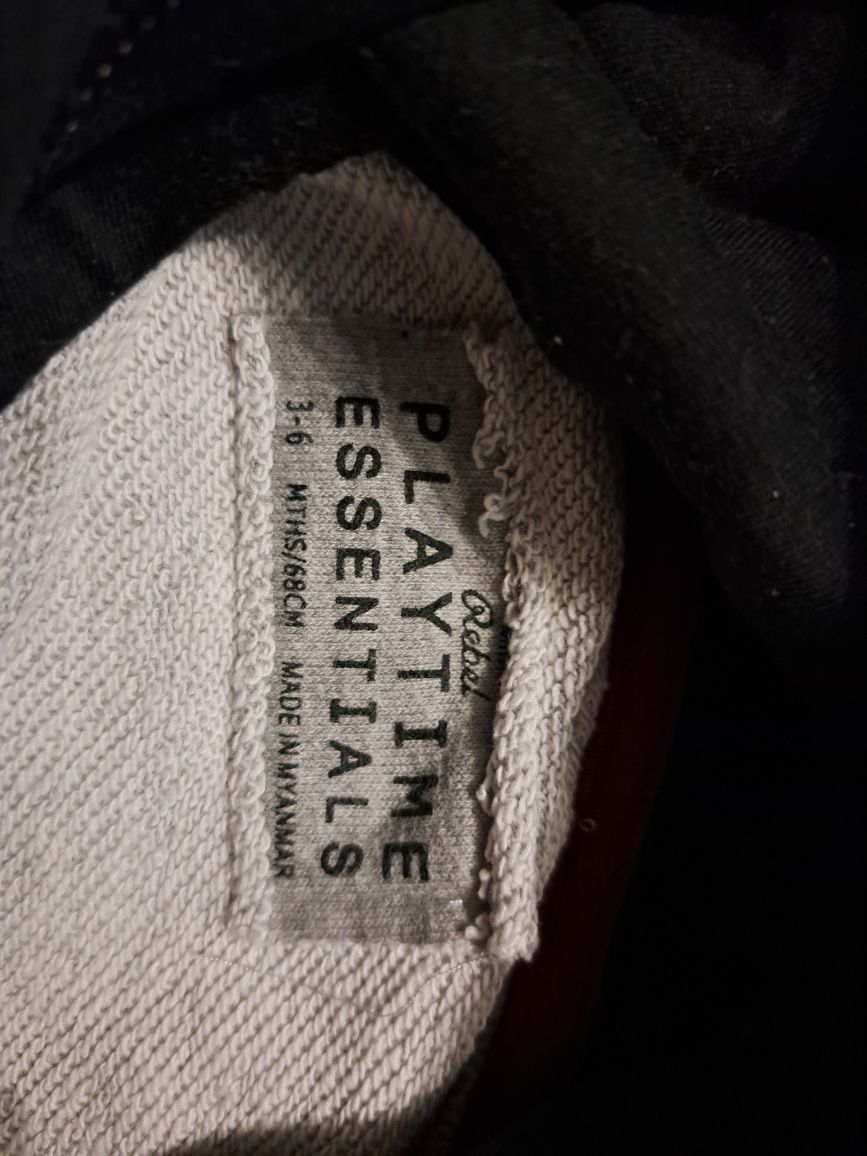 Rebel
PLAYTIME
ESSENTIALS
3-6 MTHS/68CM MADE IN MYANMAR